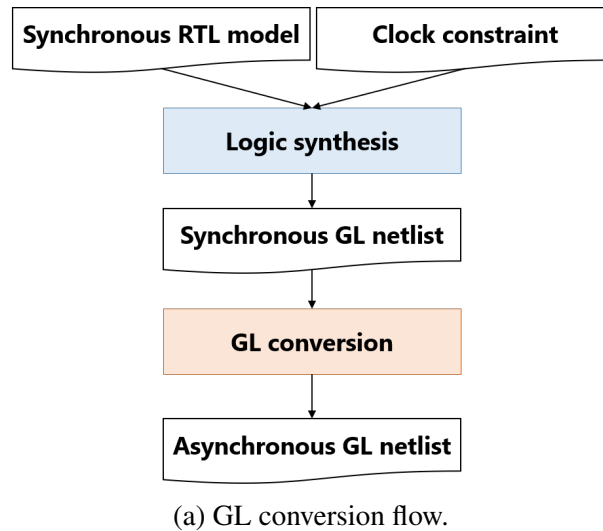 Synchronous RTL model
Clock constraint
Logic synthesis
Synchronous GL netlist
GL conversion
Asynchronous GL netlist
(a) GL conversion flow.